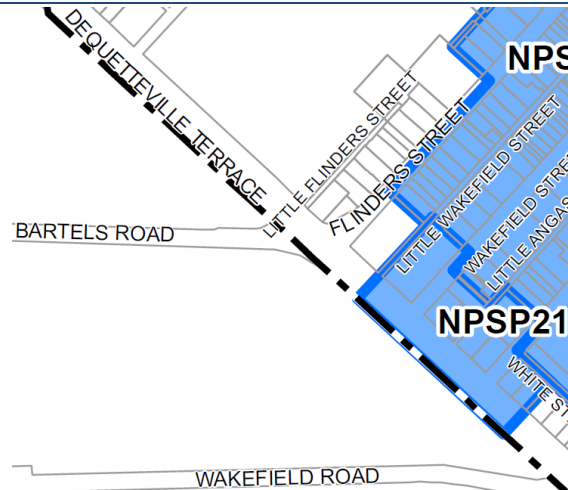 DEQUETTEVILLE TERRACE
NPS
LITTLE FLINDERS STREET
FLINDERS STREET
LITTLE WAKEFIELD STREET
WAKEFIELD STREE
LITTLE ANGAS
BARTELS ROAD
NPSP21
WHITE ST
WAKEFIELD ROAD